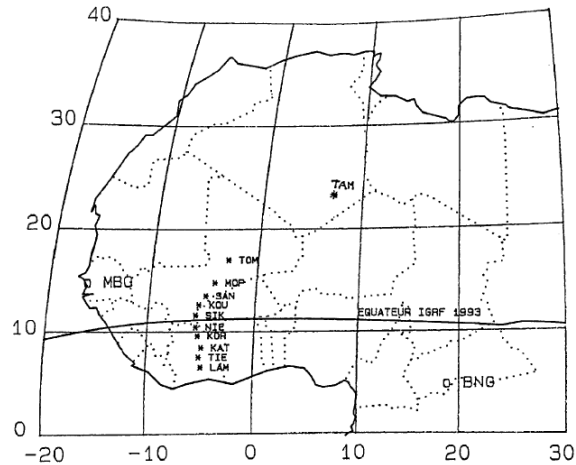 40
30
TAM
20
TOM
MBO
MOP
SAN
KOU
SIK
EQUATEUR IGRF 1993
NIE
10
KOR
KAT
TIE
LAM
BNG
0
-20 -10 0 10 20 30